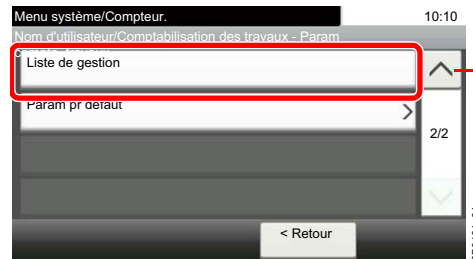 Menu système/Compteur.
10:10
Nom d'utilisateur/Comptabilisation des travaux - Param
Liste de gestion
Param pr défaut
2/2
< Retour